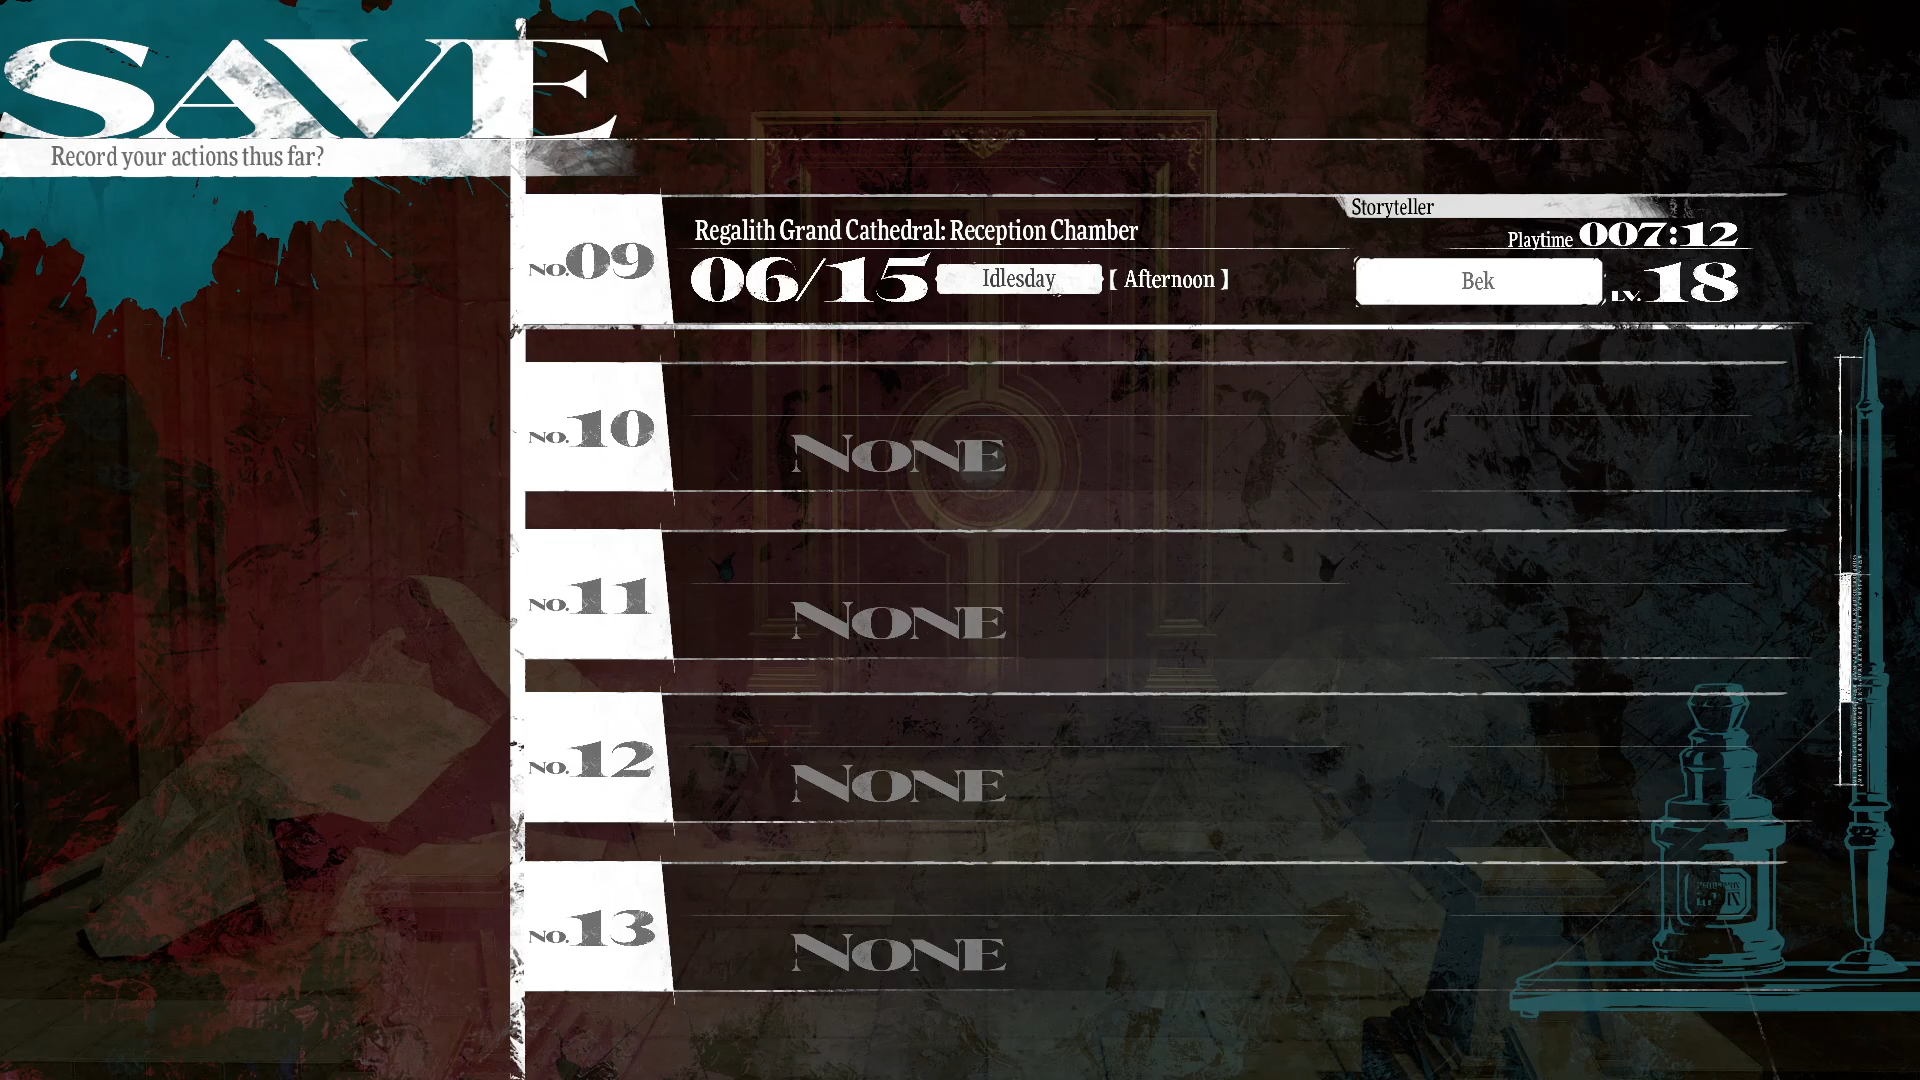 SAVE
Record your actions thus far?
Storyteller
NO.09
Regalith Grand Cathedral: Reception Chamber
Playtime 007:12
06/15 Idlesday 【 Afternoon 】
Bek LV. 18
NO.10
NONE
NO.11
NONE
NO.12
NONE
NO.13
NONE